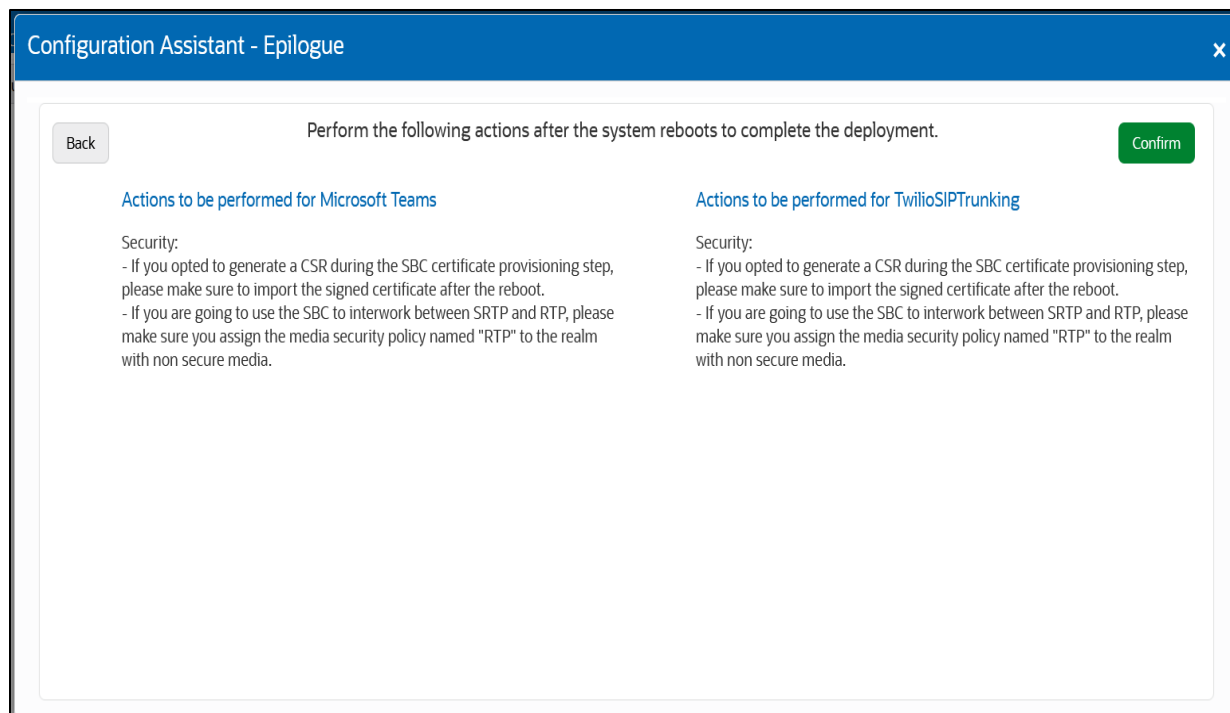 Configuration Assistant - Epilogue
×
Back
Perform the following actions after the system reboots to complete the deployment.
Confirm
Actions to be performed for Microsoft Teams
Security:
- If you opted to generate a CSR during the SBC certificate provisioning step,
please make sure to import the signed certificate after the reboot.
- If you are going to use the SBC to interwork between SRTP and RTP, please
make sure you assign the media security policy named "RTP" to the realm
with non secure media.
Actions to be performed for TwilioSIPTrunking
Security:
- If you opted to generate a CSR during the SBC certificate provisioning step,
please make sure to import the signed certificate after the reboot.
- If you are going to use the SBC to interwork between SRTP and RTP, please
make sure you assign the media security policy named "RTP" to the realm
with non secure media.